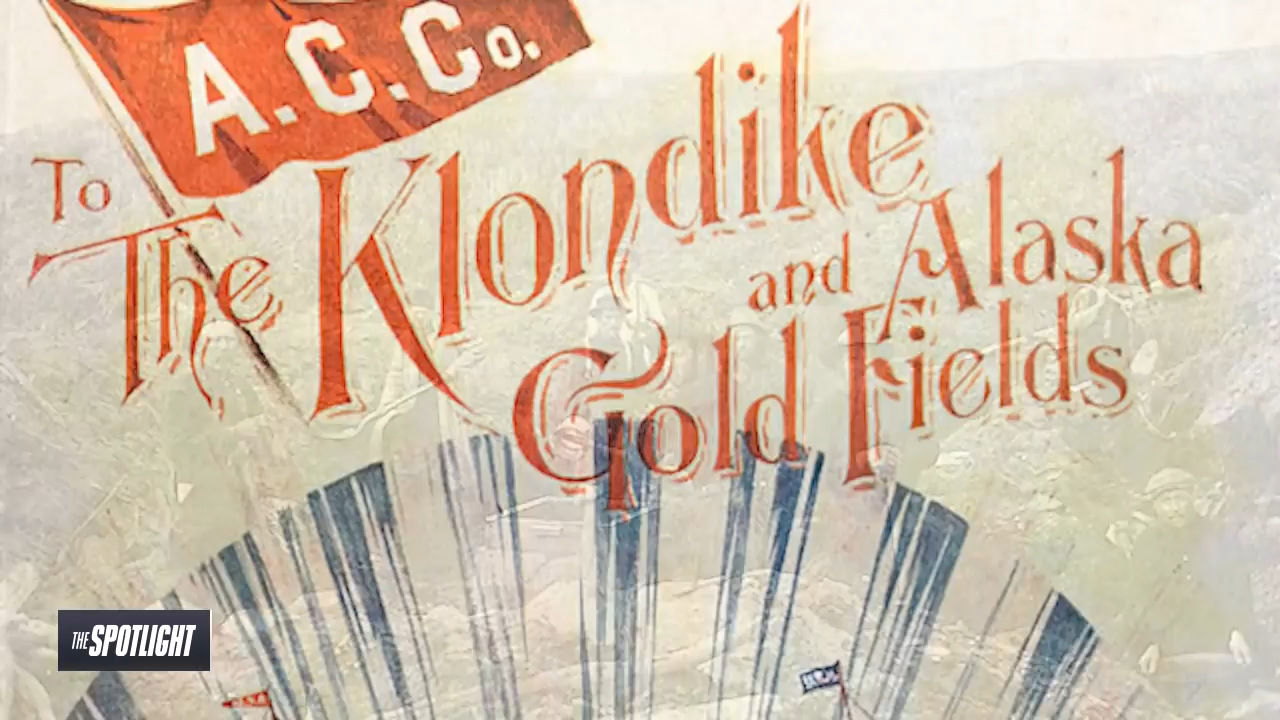 A.C.Co.
To
The Klondike
and Alaska
Gold Fields
THE SPOTLIGHT